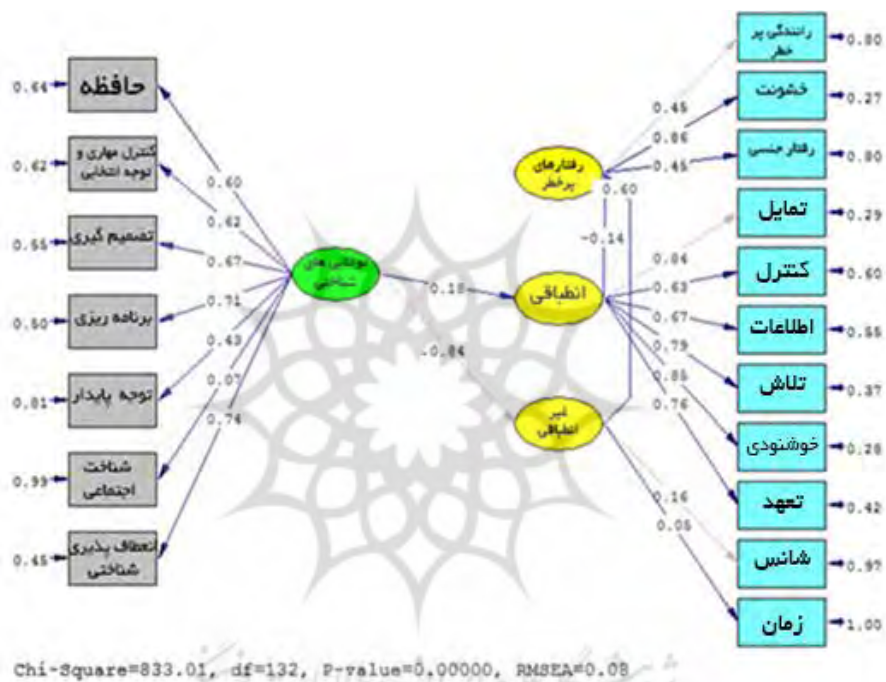 0.64
حافظه
0.62
کنترل مهاری و
توجه انتخابی
0.55
تصمیم گیری
0.50
برنامه ریزی
0.81
توجه پایدار
0.99
شناخت
اجتماعی
0.45
انعطاف پذیری
شناختی
0.60
0.62
0.67
0.71
0.43
0.07
0.74
توانایی های
شناختی
0.18
-0.84
رفتارهای
پرخطر
انطباقی
غیر
انطباقی
0.60
-0.14
0.45
0.86
0.45
0.84
0.63
0.67
0.79
0.85
0.76
0.16
0.05
رانندگی پر
خطر
0.80
خشونت
0.27
رفتار جنسی
0.80
تمایل
0.29
کنترل
0.60
اطلاعات
0.55
تلاش
0.37
خوشنودی
0.28
تعهد
0.42
شانس
0.97
زمان
1.00
Chi-Square=833.01, df=132, P-value=0.00000, RMSEA=0.08